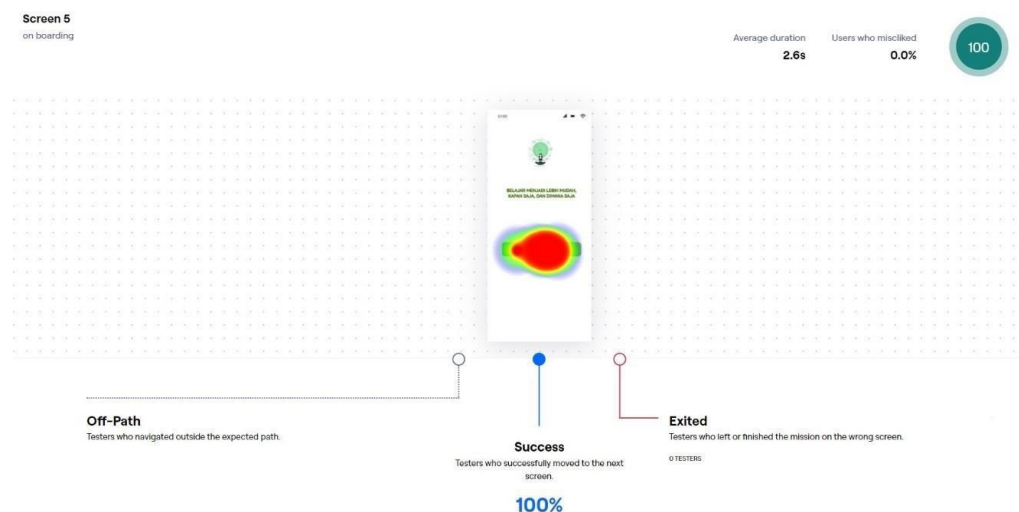 Screen 5
on boarding
Average duration
2.6s
Users who misclicked
0.0%
100
BELAJAR MENJADI LEBIH MUDAH,
KAPAN SAJA, DAN DIMANA SAJA
Off-Path
Testers who navigated outside the expected path.
Success
Testers who successfully moved to the next
screen.
100%
Exited
Testers who left or finished the mission on the wrong screen.
0 TESTERS